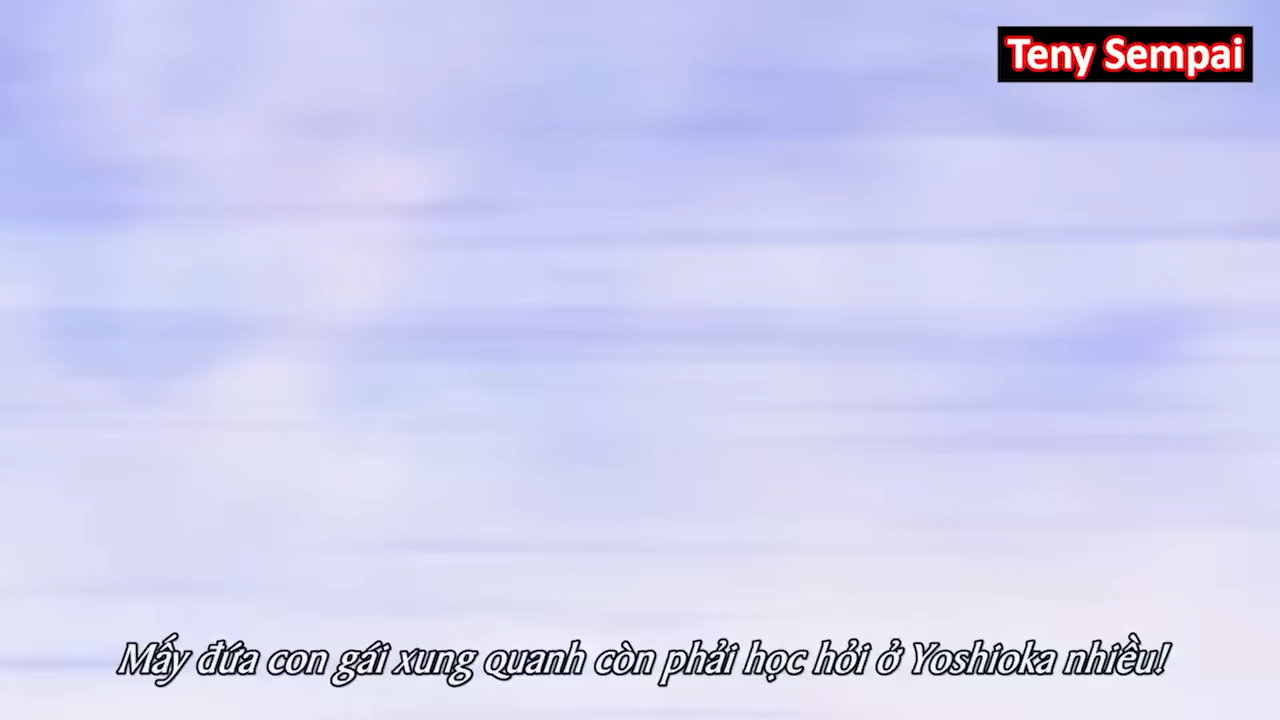 Teny Sempai
Mấy đứa con gái xung quanh còn phải học hỏi ở Yoshioka nhiều!